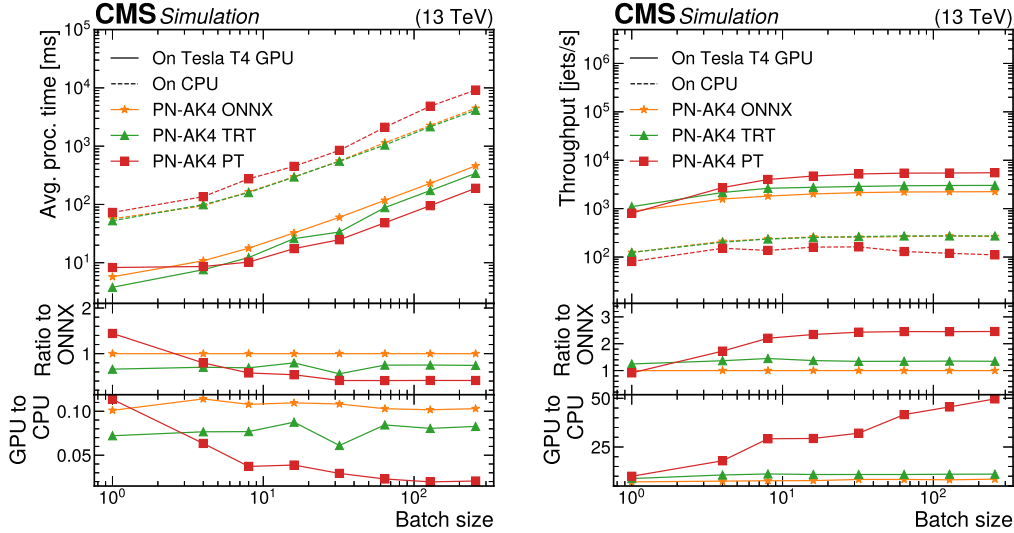 CMS Simulation (13 TeV)
Avg. proc. time [ms]
10^5
10^4
10^3
10^2
10^1
On Tesla T4 GPU
On CPU
PN-AK4 ONNX
PN-AK4 TRT
PN-AK4 PT
Ratio to
ONNX
2
1
GPU to
CPU
0.10
0.05
10^0 10^1 10^2
Batch size
CMS Simulation (13 TeV)
Throughput [jets/s]
10^6
10^5
10^4
10^3
10^2
On Tesla T4 GPU
On CPU
PN-AK4 ONNX
PN-AK4 TRT
PN-AK4 PT
Ratio to
ONNX
3
2
1
GPU to
CPU
50
25
10^0 10^1 10^2
Batch size